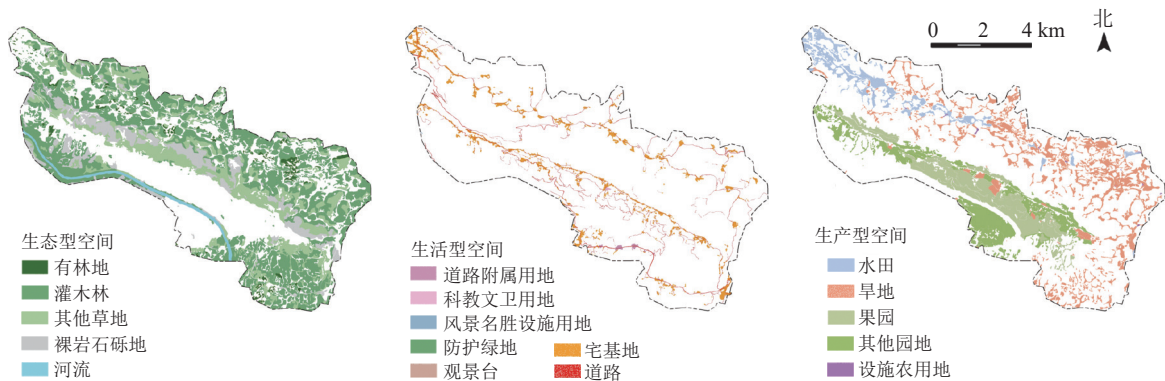 0 2 4 km
北
生态型空间
有林地
灌木林
其他草地
裸岩石砾地
河流
生活型空间
道路附属用地
科教文卫用地
风景名胜设施用地
防护绿地
宅基地
观景台
道路
生产型空间
水田
旱地
果园
其他园地
设施农用地